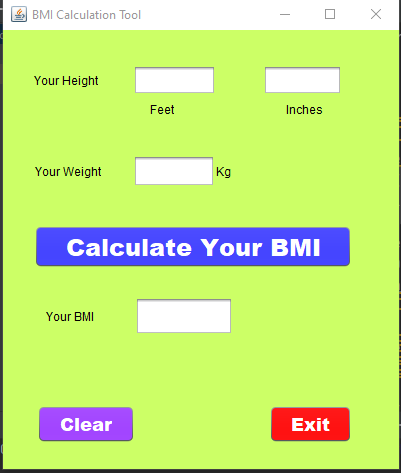 BMI Calculation Tool
Your Height
Feet Inches
Your Weight Kg
Calculate Your BMI
Your BMI
Clear Exit